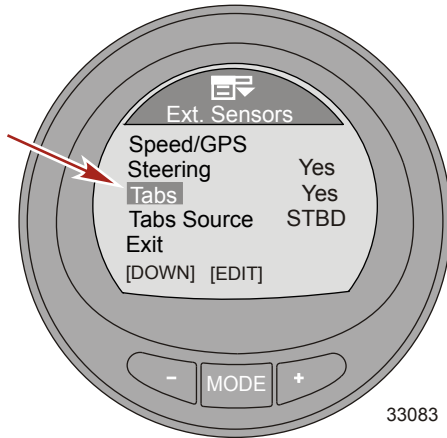 Ext. Sensors
Speed/GPS
Steering Yes
Tabs Yes
Tabs Source STBD
Exit
[DOWN] [EDIT]
- MODE +
33083